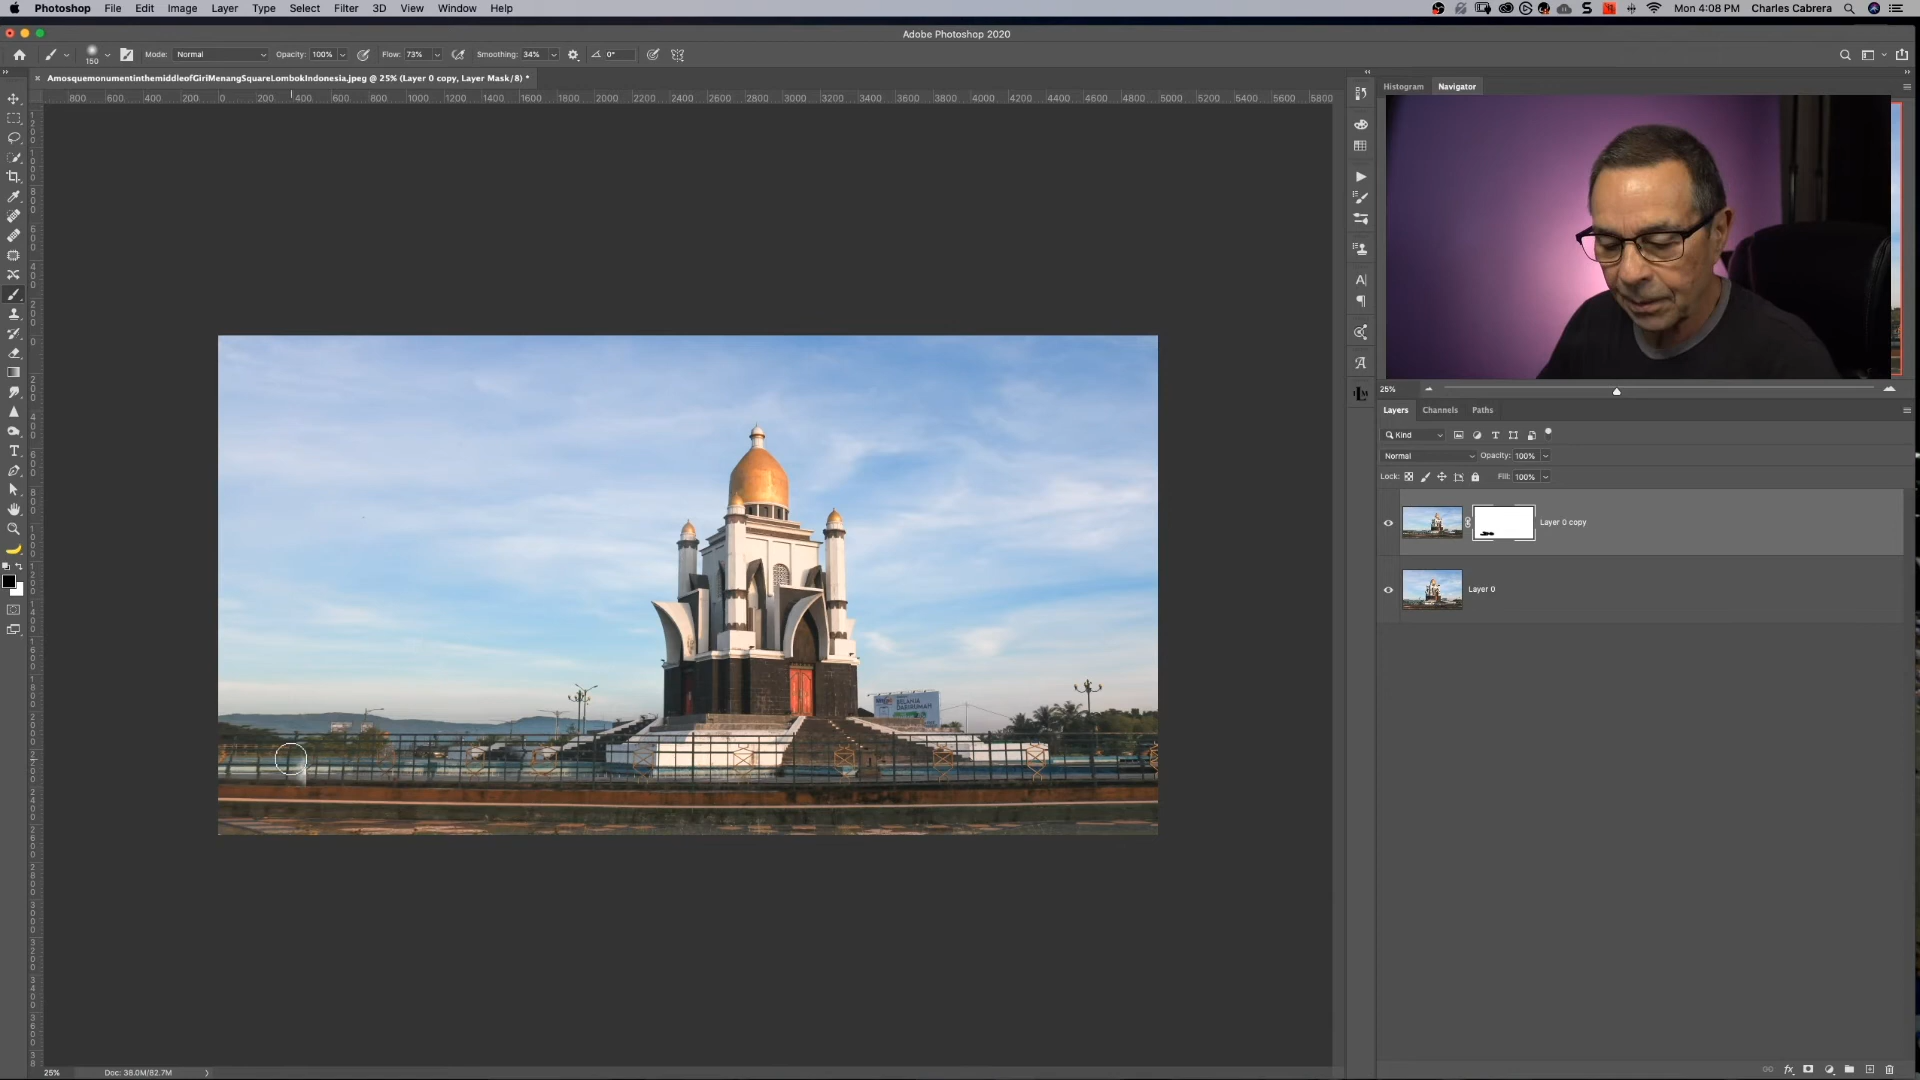 Photoshop File Edit Image Layer Type Select Filter 3D View Window Help Mon 4:08 PM Charles Cabrera
Adobe Photoshop 2020
150 Mode: Normal Opacity: 100% Flow: 73% Smoothing: 34% 0°
AmosquemonumentinthemiddleofGiriMenangSquareLombokIndonesia.jpeg @ 25% (Layer 0 copy, Layer Mask/8) *
Histogram Navigator
800 600 400 200 0 200 400 600 800 1000 1200 1400 1600 1800 2000 2200 2400 2600 2800 3000 3200 3400 3600 3800 4000 4200 4400 4600 4800 5000 5200 5400 5600 5800
25%
Layers Channels Paths
Kind
Normal Opacity: 100%
Lock: Fill: 100%
Layer 0 copy
Layer 0
BELANJA
DARIRUMAH
25% Doc: 38.0M/82.7M
fx